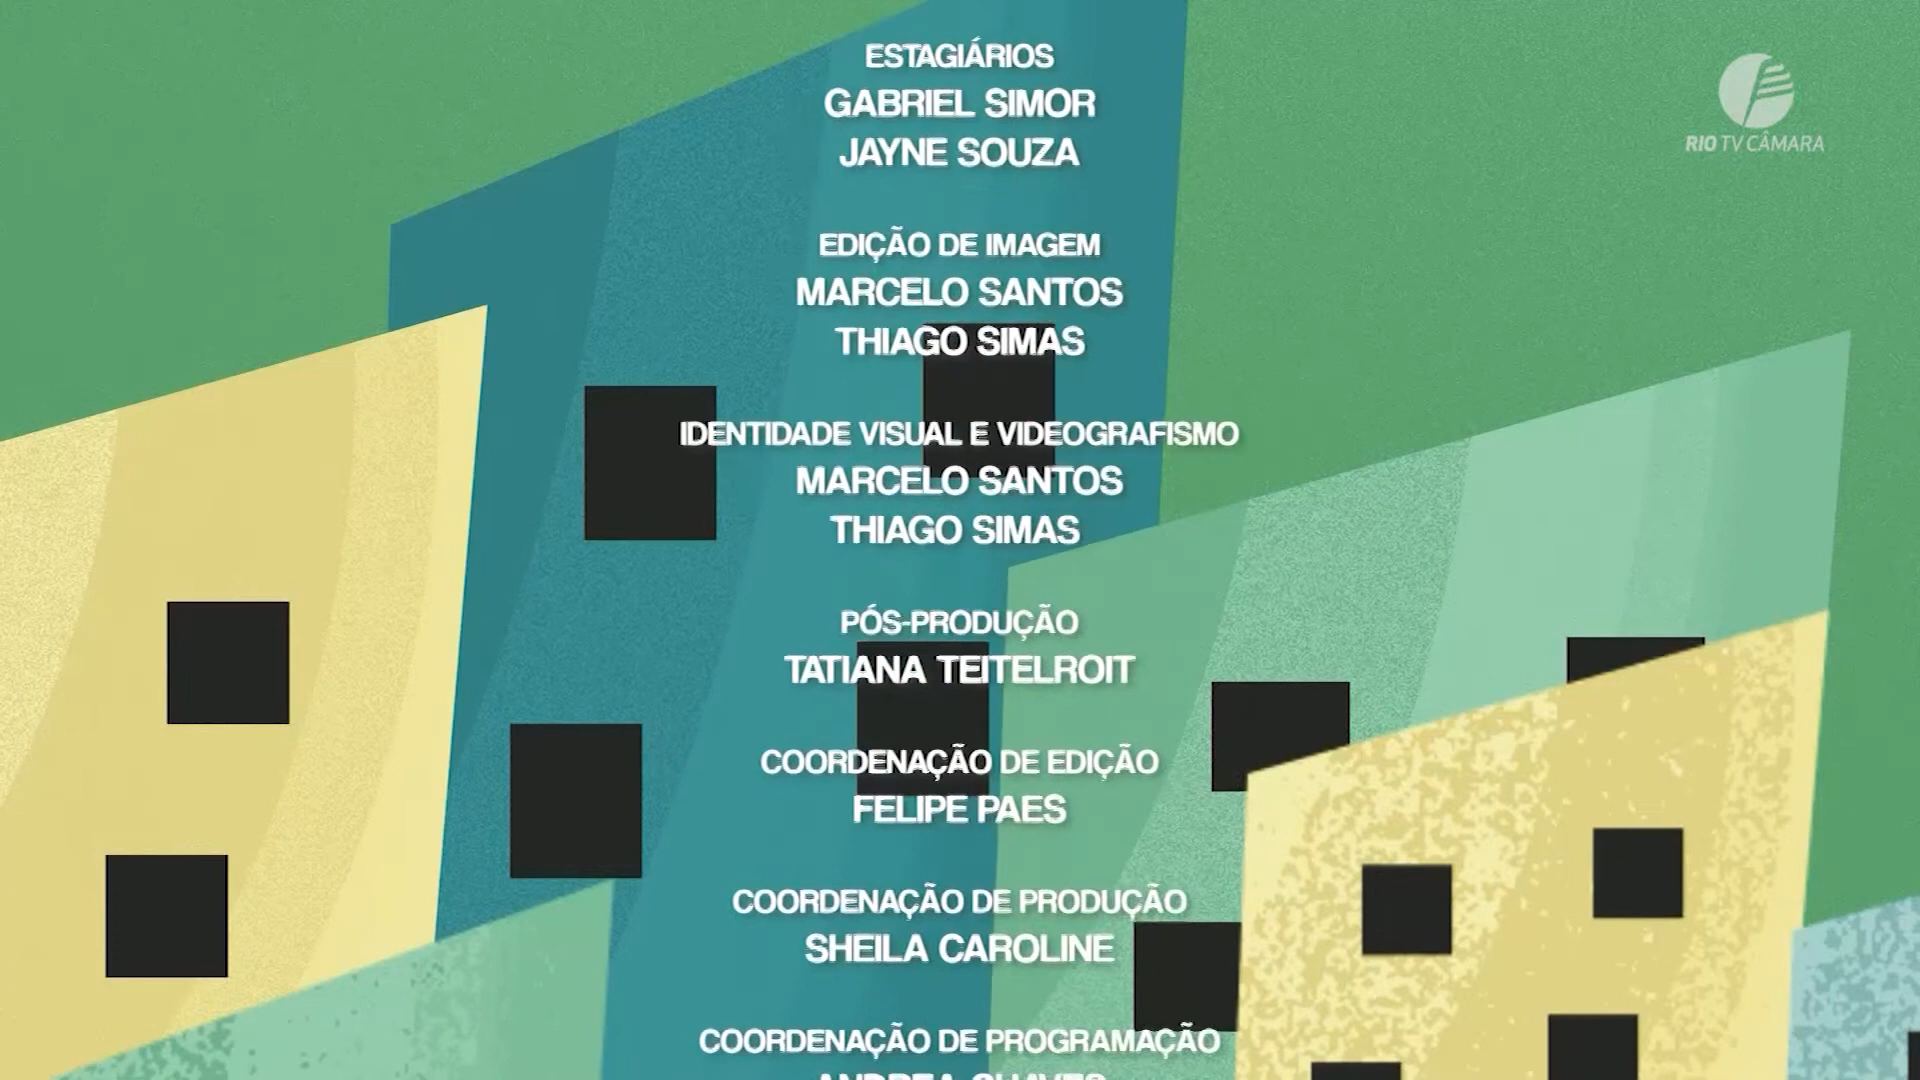 ESTAGIÁRIOS
GABRIEL SIMOR
JAYNE SOUZA
RIO TV CÂMARA
EDIÇÃO DE IMAGEM
MARCELO SANTOS
THIAGO SIMAS
IDENTIDADE VISUAL E VIDEOGRAFISMO
MARCELO SANTOS
THIAGO SIMAS
PÓS-PRODUÇÃO
TATIANA TEITELROIT
COORDENAÇÃO DE EDIÇÃO
FELIPE PAES
COORDENAÇÃO DE PRODUÇÃO
SHEILA CAROLINE
COORDENAÇÃO DE PROGRAMAÇÃO